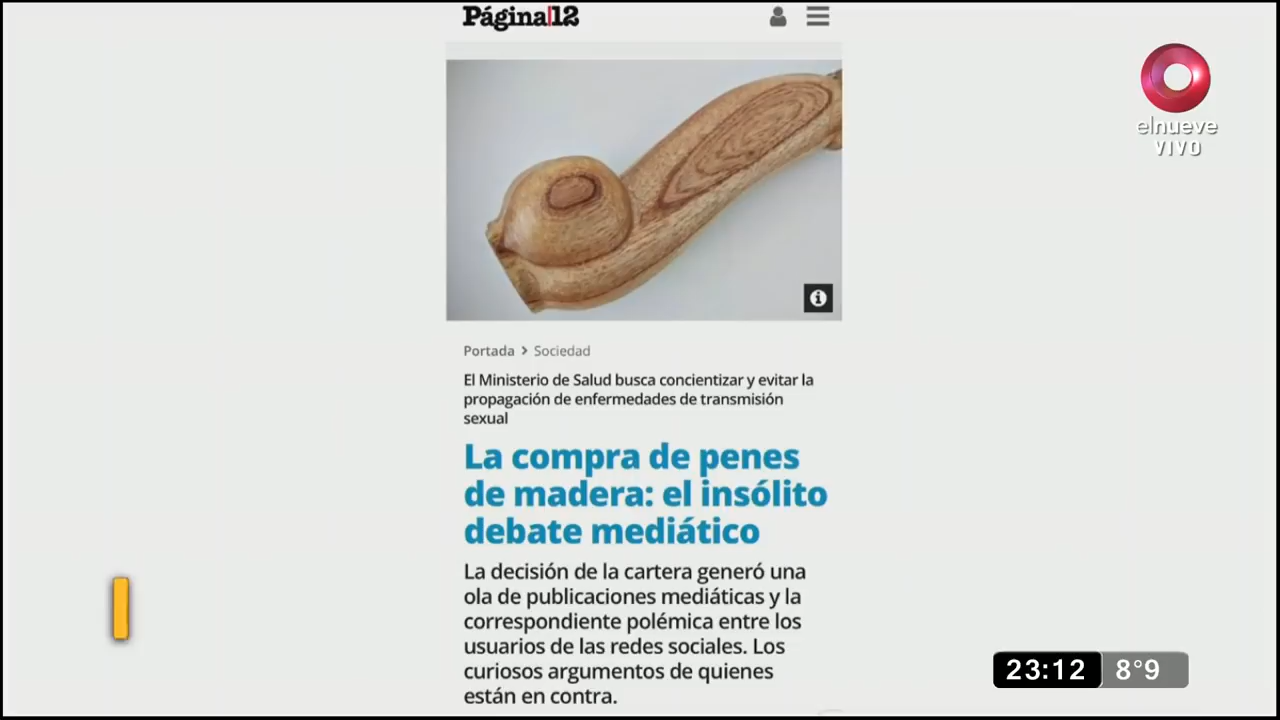 Página|12
elnueve
VIVO
Portada > Sociedad
El Ministerio de Salud busca concientizar y evitar la
propagación de enfermedades de transmisión
sexual
La compra de penes
de madera: el insólito
debate mediático
La decisión de la cartera generó una
ola de publicaciones mediáticas y la
correspondiente polémica entre los
usuarios de las redes sociales. Los
curiosos argumentos de quienes
están en contra.
23:12 8°9